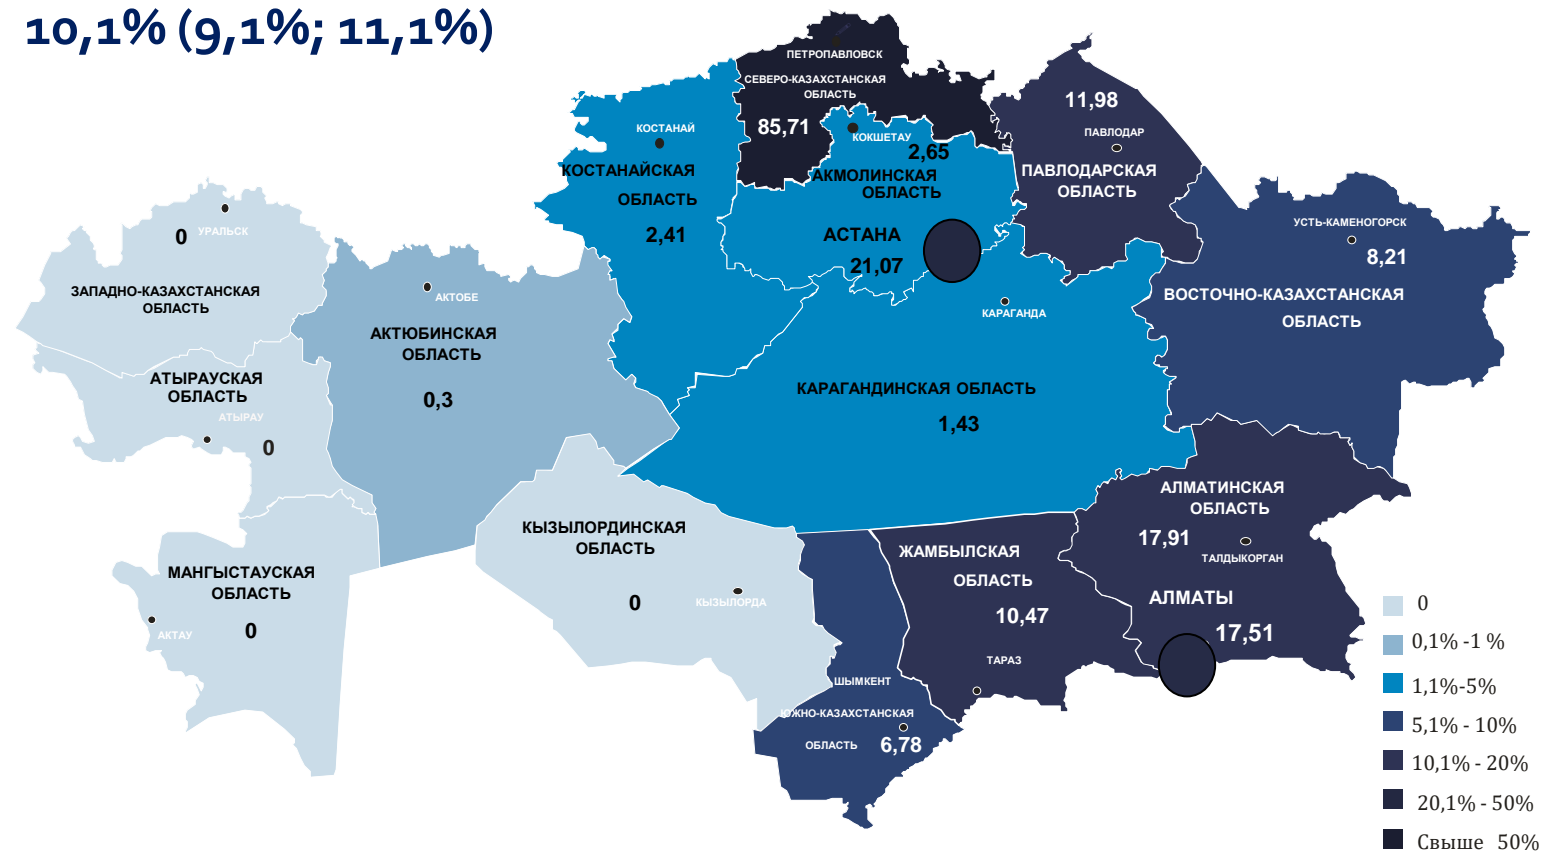 10,1% (9,1%; 11,1%)
ПЕТРОПАВЛОВСК
СЕВЕРО-КАЗАХСТАНСКАЯ
ОБЛАСТЬ
85,71
КОКШЕТАУ
2,65
АКМОЛИНСКАЯ
ОБЛАСТЬ
АСТАНА
21,07
КОСТАНАЙ
КОСТАНАЙСКАЯ
ОБЛАСТЬ
2,41
11,98
ПАВЛОДАР
ПАВЛОДАРСКАЯ
ОБЛАСТЬ
УСТЬ-КАМЕНОГОРСК
8,21
ВОСТОЧНО-КАЗАХСТАНСКАЯ
ОБЛАСТЬ
0
УРАЛЬСК
ЗАПАДНО-КАЗАХСТАНСКАЯ
ОБЛАСТЬ
АКТОБЕ
АКТЮБИНСКАЯ
ОБЛАСТЬ
0,3
АТЫРАУСКАЯ
ОБЛАСТЬ
АТЫРАУ
0
КАРАГАНДА
КАРАГАНДИНСКАЯ ОБЛАСТЬ
1,43
МАНГЫСТАУСКАЯ
ОБЛАСТЬ
0
АКТАУ
КЫЗЫЛОРДИНСКАЯ
ОБЛАСТЬ
0
КЫЗЫЛОРДА
ЖАМБЫЛСКАЯ
ОБЛАСТЬ
10,47
ТАРАЗ
АЛМАТИНСКАЯ
ОБЛАСТЬ
17,91
ТАЛДЫКОРГАН
АЛМАТЫ
17,51
ШЫМКЕНТ
ЮЖНО-КАЗАХСТАНСКАЯ
ОБЛАСТЬ
6,78
0
0,1% -1 %
1,1%-5%
5,1% - 10%
10,1% - 20%
20,1% - 50%
Свыше 50%